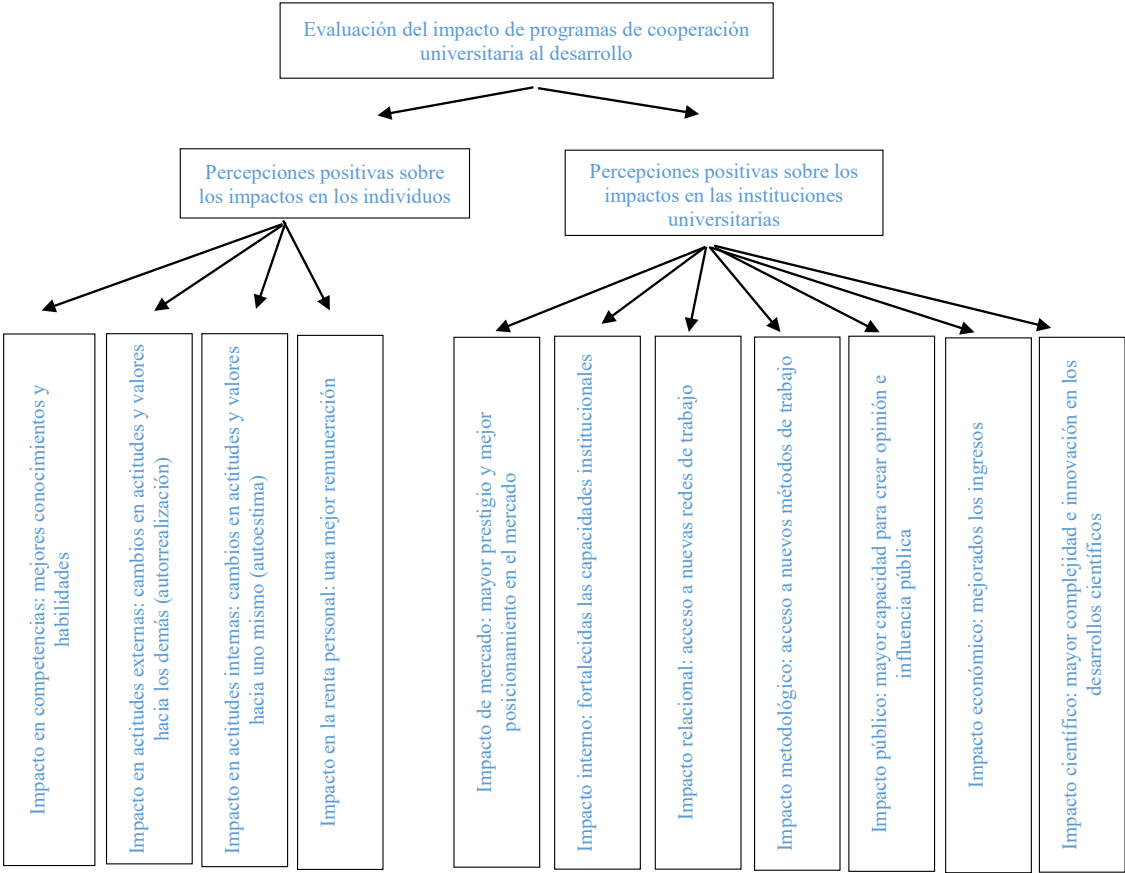 Evaluación del impacto de programas de cooperación
universitaria al desarrollo
Percepciones positivas sobre
los impactos en los individuos
Percepciones positivas sobre los
impactos en las instituciones
universitarias
Impacto en competencias: mejores conocimientos y
habilidades
Impacto en actitudes externas: cambios en actitudes y valores
hacia los demás (autorrealización)
Impacto en actitudes internas: cambios en actitudes y valores
hacia uno mismo (autoestima)
Impacto en la renta personal: una mejor remuneración
Impacto de mercado: mayor prestigio y mejor
posicionamiento en el mercado
Impacto interno: fortalecidas las capacidades institucionales
Impacto relacional: acceso a nuevas redes de trabajo
Impacto metodológico: acceso a nuevos métodos de trabajo
Impacto público: mayor capacidad para crear opinión e
influencia pública
Impacto económico: mejorados los ingresos
Impacto científico: mayor complejidad e innovación en los
desarrollos científicos